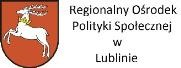 Regionalny Ośrodek
Polityki Społecznej
w
Lublinie